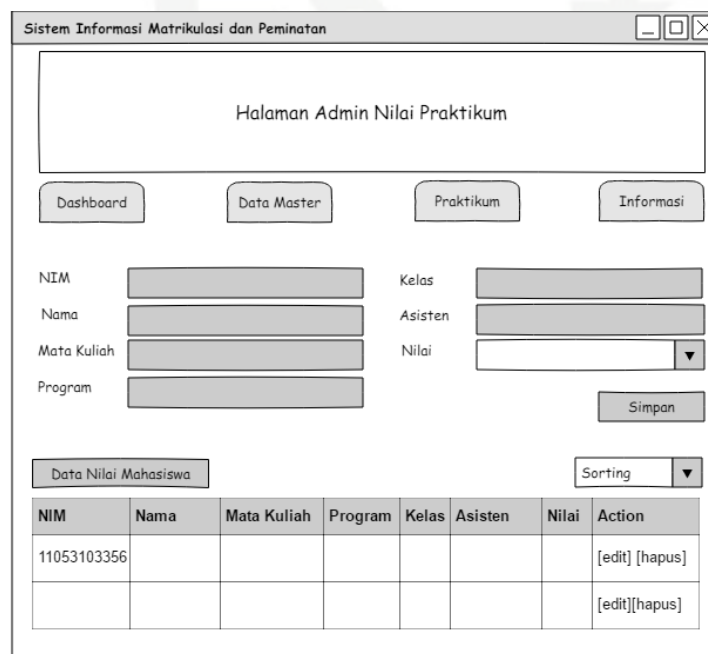 Sistem Informasi Matrikulasi dan Peminatan
Halaman Admin Nilai Praktikum
Dashboard Data Master Praktikum Informasi
NIM Kelas
Nama Asisten
Mata Kuliah Nilai
Program
Simpan
Data Nilai Mahasiswa Sorting
NIM Nama Mata Kuliah Program Kelas Asisten Nilai Action
11053103356 [edit] [hapus]
[edit][hapus]